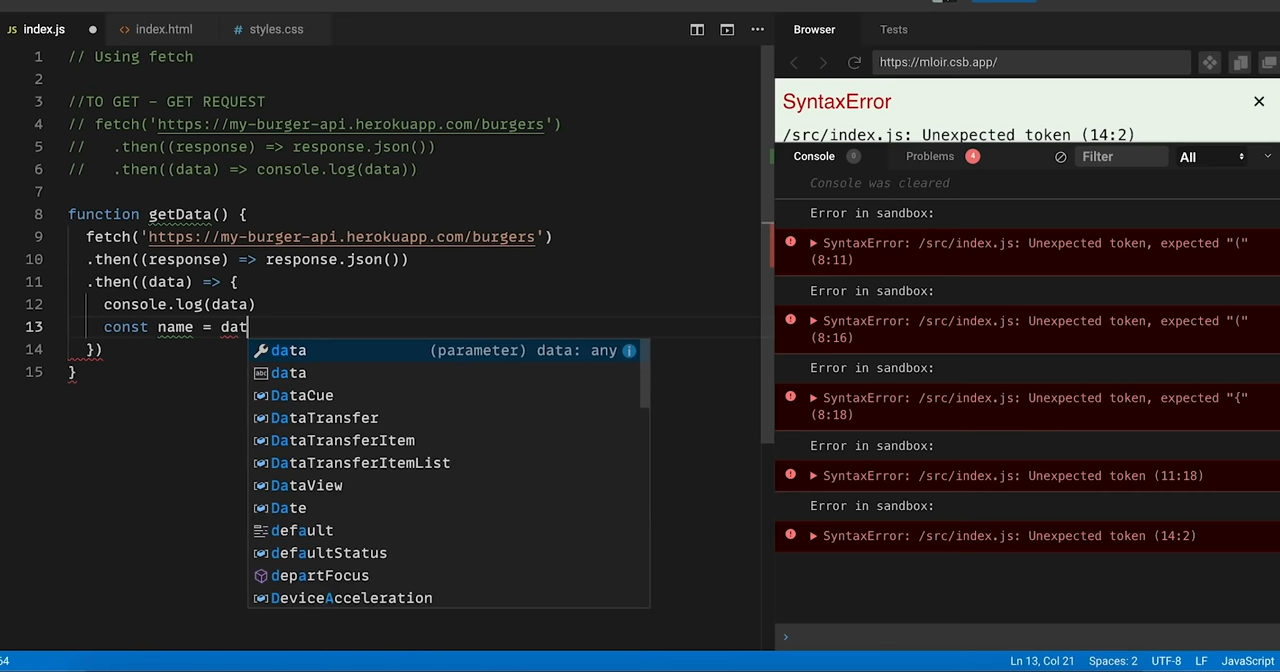 JS index.js ● <> index.html # styles.css
1 // Using fetch
2
3 //TO GET - GET REQUEST
4 // fetch('https://my-burger-api.herokuapp.com/burgers')
5 //   .then((response) => response.json())
6 //   .then((data) => console.log(data))
7
8 function getData() {
9   fetch('https://my-burger-api.herokuapp.com/burgers')
10   .then((response) => response.json())
11   .then((data) => {
12     console.log(data)
13     const name = dat
14   })
15 }
data (parameter) data: any
abc data
DataCue
DataTransfer
DataTransferItem
DataTransferItemList
DataView
Date
default
defaultStatus
departFocus
DeviceAcceleration
Browser Tests
https://mloir.csb.app/
SyntaxError ×
/src/index.js: Unexpected token (14:2)
Console 0 Problems 4 Filter All
Console was cleared
Error in sandbox:
SyntaxError: /src/index.js: Unexpected token, expected "("
(8:11)
Error in sandbox:
SyntaxError: /src/index.js: Unexpected token, expected "("
(8:16)
Error in sandbox:
SyntaxError: /src/index.js: Unexpected token, expected "{"
(8:18)
Error in sandbox:
SyntaxError: /src/index.js: Unexpected token (11:18)
Error in sandbox:
SyntaxError: /src/index.js: Unexpected token (14:2)
64 Ln 13, Col 21 Spaces: 2 UTF-8 LF JavaScript